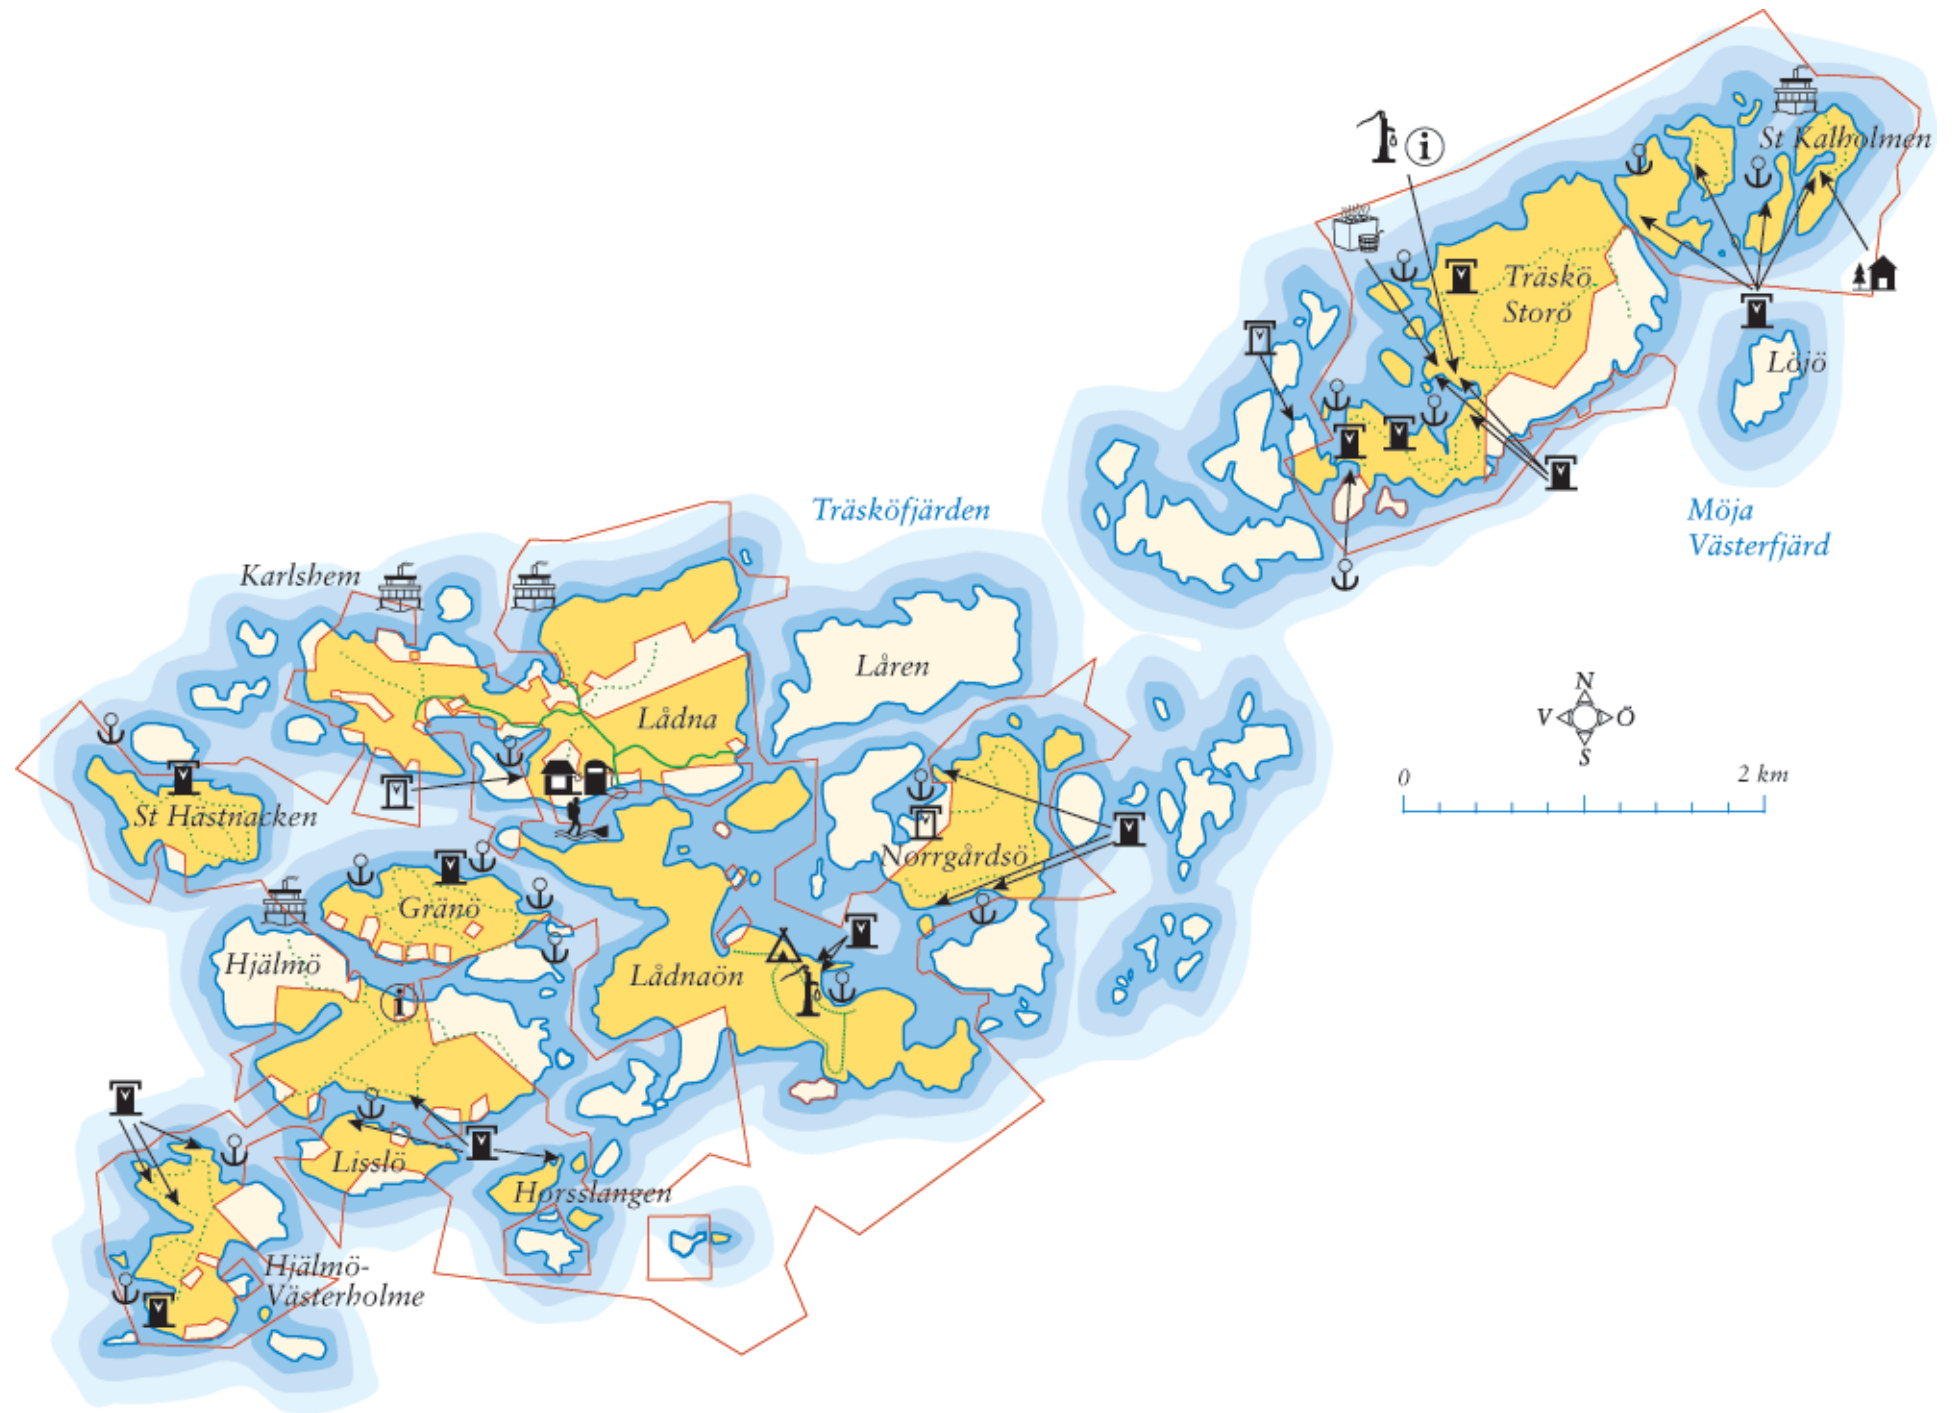 St Kalholmen
i
Träskö
Storö
Löjö
Träsköfjärden
Möja
Västerfjärd
Karlshem
Låren
Lådna
N
V
Ö
S
0
2 km
St Hästnacken
Norrgårdsö
Gränö
Hjälmö
Lådnaön
i
Lisslö
Horsslangen
Hjälmö-
Västerholme